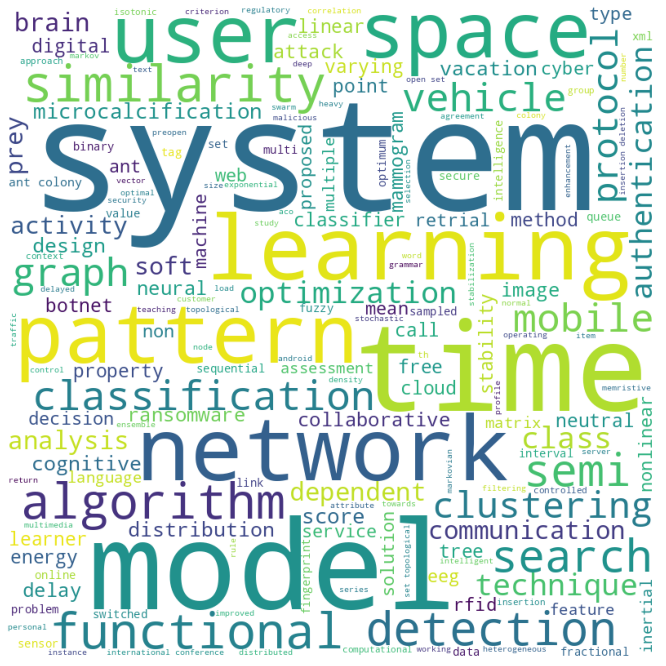 brain
isotonic
criterion
regulatory
correlation
type
digital
user
linear
access
space
xml
approach
markov
text
deep
attack
open set
group
number
similarity
varying
vacation
cyber
point
swarm
heavy
malicious
colony
microcalcification
vehicle
agreement
protocol
prey
binary
preopen
set
multi
proposed
multiple
optimum
mammogram
selection
secure
intelligence
enhancement
insertion deletion
authentication
system
ant
tag
web
ant colony
vector
optimal
security
size
exponential
aco
activity
value
machine
study
classifier
retrial
method
queue
design
context
soft
learning
graph
delayed
neural
word
grammar
stability
stabilization
image
normal
optimization
customer
load
mean
sampled
mobile
botnet
teaching
topological
fuzzy
stochastic
call
operating
item
traffic
pattern
non
node
time
control
property
sequential
android
assessment
th
free
density
cloud
profile
memristive
classification
decision
ransomware
collaborative
matrix
neutral
nonlinear
ensemble
analysis
network
class
interval
server
cognitive
markovian
semi
return
language
link
filtering
controlled
algorithm
dependent
attribute
towards
clustering
multimedia
distribution
score
communication
learner
service
rule
fingerprint
solution
set topological
tree
search
energy
online
model
eeg
intelligent
technique
delay
series
inertial
problem
switched
improved
rfid
insertion
feature
personal
sensor
functional
detection
computational
working
data
heterogeneous
fractional
instance
international conference
distributed